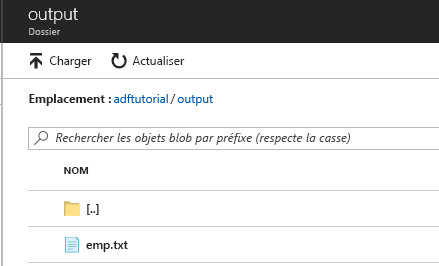 output
Dossier
Charger Actualiser
Emplacement : adftutorial / output
Rechercher les objets blob par préfixe (respecte la casse)
NOM
[..]
emp.txt